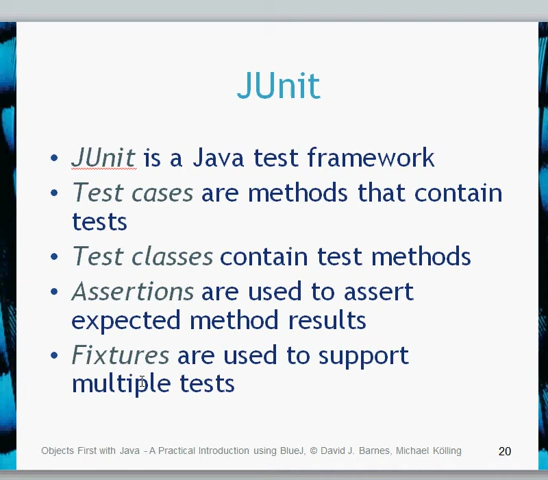 JUnit
• JUnit is a Java test framework
• Test cases are methods that contain
tests
• Test classes contain test methods
• Assertions are used to assert
expected method results
• Fixtures are used to support
multiple tests
Objects First with Java - A Practical Introduction using BlueJ, © David J. Barnes, Michael Kölling
20